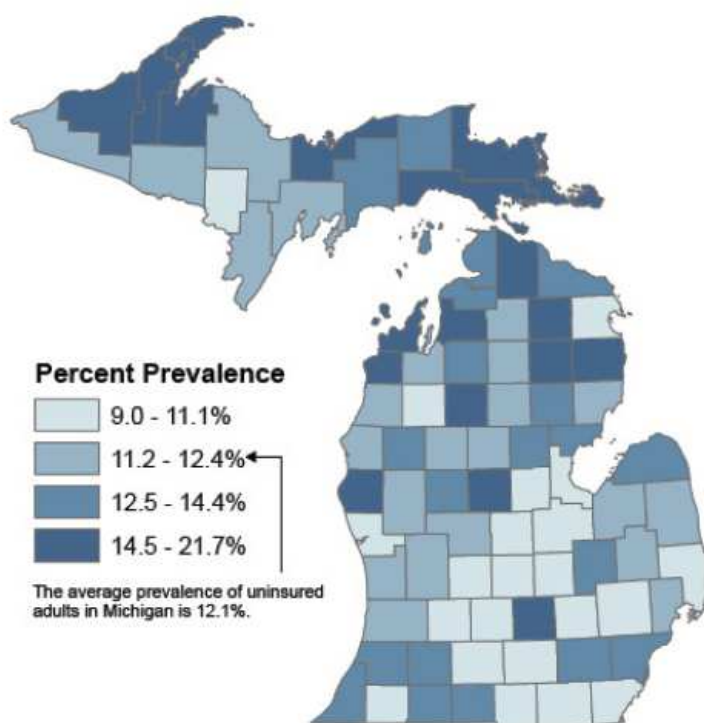 Percent Prevalence
9.0 - 11.1%
11.2 - 12.4%
12.5 - 14.4%
14.5 - 21.7%
The average prevalence of uninsured
adults in Michigan is 12.1%.